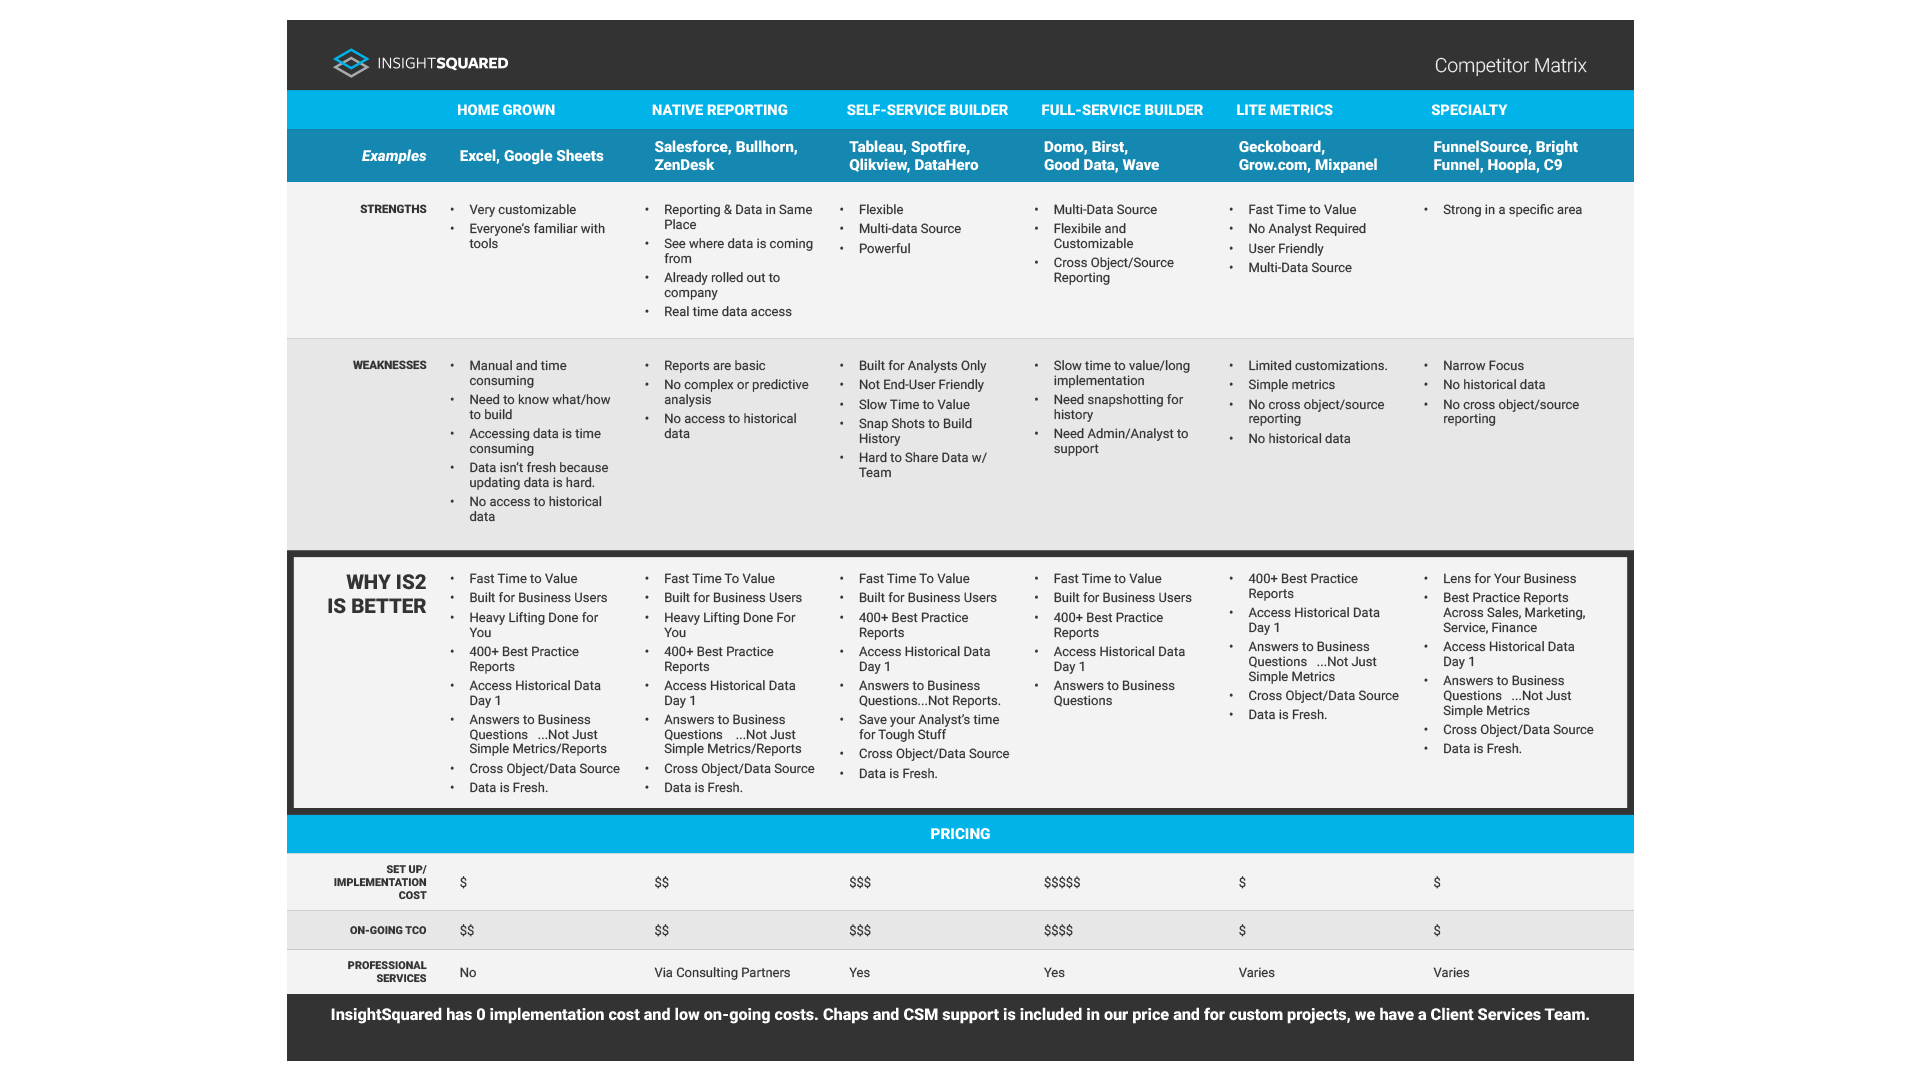 INSIGHTSQUARED
Competitor Matrix
HOME GROWN
NATIVE REPORTING
SELF-SERVICE BUILDER
FULL-SERVICE BUILDER
LITE METRICS
SPECIALTY
Examples
Excel, Google Sheets
Salesforce, Bullhorn,
ZenDesk
Tableau, Spotfire,
Qlikview, DataHero
Domo, Birst,
Good Data, Wave
Geckoboard,
Grow.com, Mixpanel
FunnelSource, Bright
Funnel, Hoopla, C9
STRENGTHS
• Very customizable
• Everyone's familiar with
tools
• Reporting & Data in Same
Place
• See where data is coming
from
• Already rolled out to
company
• Real time data access
• Flexible
• Multi-data Source
• Powerful
• Multi-Data Source
• Flexibile and
Customizable
• Cross Object/Source
Reporting
• Fast Time to Value
• No Analyst Required
• User Friendly
• Multi-Data Source
• Strong in a specific area
WEAKNESSES
• Manual and time
consuming
• Need to know what/how
to build
• Accessing data is time
consuming
• Data isn't fresh because
updating data is hard.
• No access to historical
data
• Reports are basic
• No complex or predictive
analysis
• No access to historical
data
• Built for Analysts Only
• Not End-User Friendly
• Slow Time to Value
• Snap Shots to Build
History
• Hard to Share Data w/
Team
• Slow time to value/long
implementation
• Need snapshotting for
history
• Need Admin/Analyst to
support
• Limited customizations.
• Simple metrics
• No cross object/source
reporting
• No historical data
• Narrow Focus
• No historical data
• No cross object/source
reporting
WHY IS2
IS BETTER
• Fast Time to Value
• Built for Business Users
• Heavy Lifting Done for
You
• 400+ Best Practice
Reports
• Access Historical Data
Day 1
• Answers to Business
Questions ...Not Just
Simple Metrics/Reports
• Cross Object/Data Source
• Data is Fresh.
• Fast Time To Value
• Built for Business Users
• Heavy Lifting Done For
You
• 400+ Best Practice
Reports
• Access Historical Data
Day 1
• Answers to Business
Questions ...Not Just
Simple Metrics/Reports
• Cross Object/Data Source
• Data is Fresh.
• Fast Time To Value
• Built for Business Users
• 400+ Best Practice
Reports
• Access Historical Data
Day 1
• Answers to Business
Questions...Not Reports.
• Save your Analyst's time
for Tough Stuff
• Cross Object/Data Source
• Data is Fresh.
• Fast Time to Value
• Built for Business Users
• 400+ Best Practice
Reports
• Access Historical Data
Day 1
• Answers to Business
Questions
• 400+ Best Practice
Reports
• Access Historical Data
Day 1
• Answers to Business
Questions ...Not Just
Simple Metrics
• Cross Object/Data Source
• Data is Fresh.
• Lens for Your Business
• Best Practice Reports
Across Sales, Marketing,
Service, Finance
• Access Historical Data
Day 1
• Answers to Business
Questions ...Not Just
Simple Metrics
• Cross Object/Data Source
• Data is Fresh.
PRICING
SET UP/
IMPLEMENTATION
COST
$
$$
$$$
$$$$$
$
$
ON-GOING TCO
$$
$$
$$$
$$$$
$
$
PROFESSIONAL
SERVICES
No
Via Consulting Partners
Yes
Yes
Varies
Varies
InsightSquared has 0 implementation cost and low on-going costs. Chaps and CSM support is included in our price and for custom projects, we have a Client Services Team.